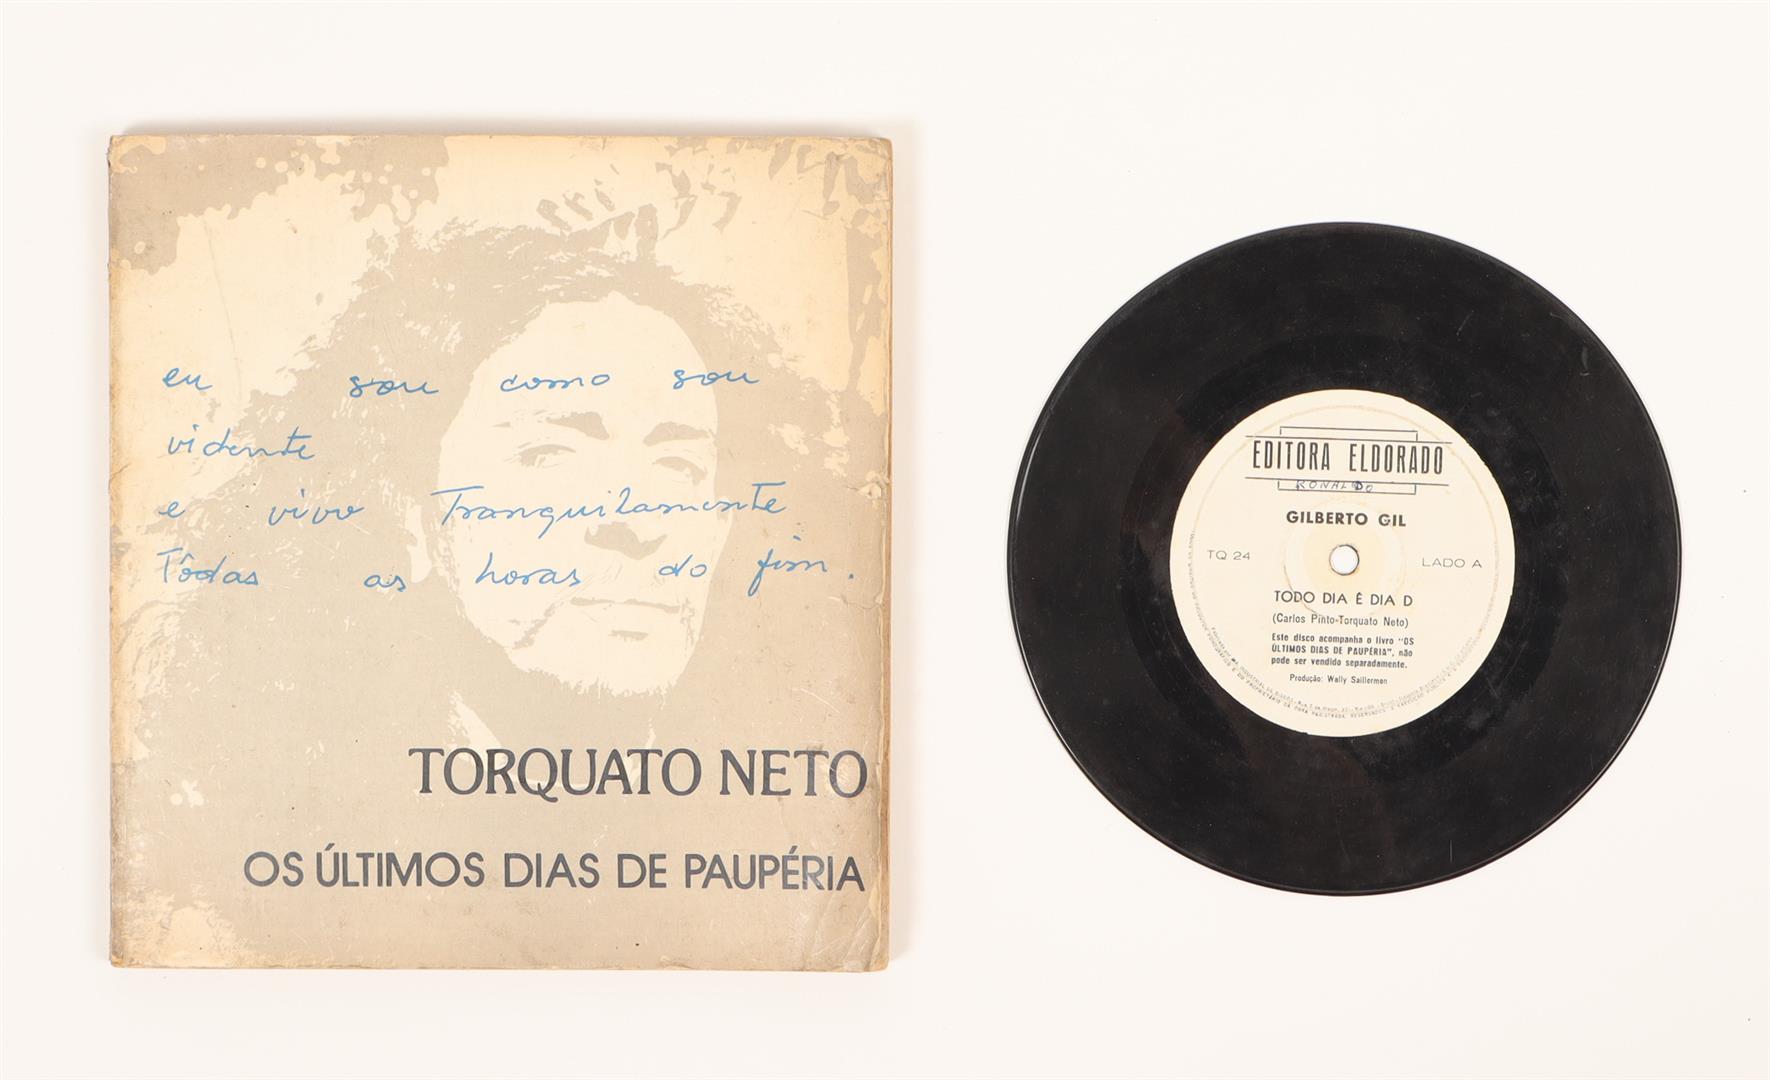 eu sou como sou
vidente
e vivo Tranquilamente
Tôdas as horas do fim.
TORQUATO NETO
OS ÚLTIMOS DIAS DE PAUPÉRIA
EDITORA ELDORADO
RONALDO
GILBERTO GIL
TQ 24
LADO A
TODO DIA É DIA D
(Carlos Pinto-Torquato Neto)
Este disco acompanha o livro "OS
ÚLTIMOS DIAS DE PAUPÉRIA", não
pode ser vendido separadamente.
Produção: Wally Saillermon